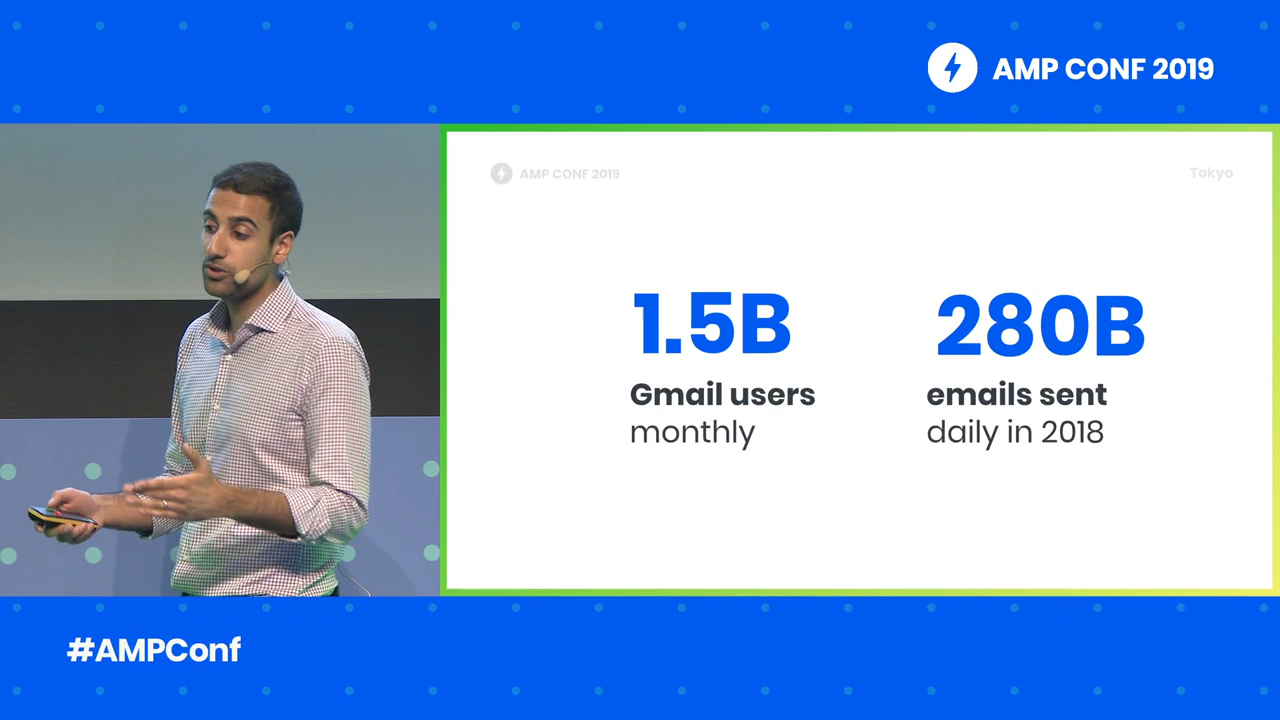 AMP CONF 2019
AMP CONF 2019
Tokyo
1.5B
Gmail users
monthly
280B
emails sent
daily in 2018
#AMPConf